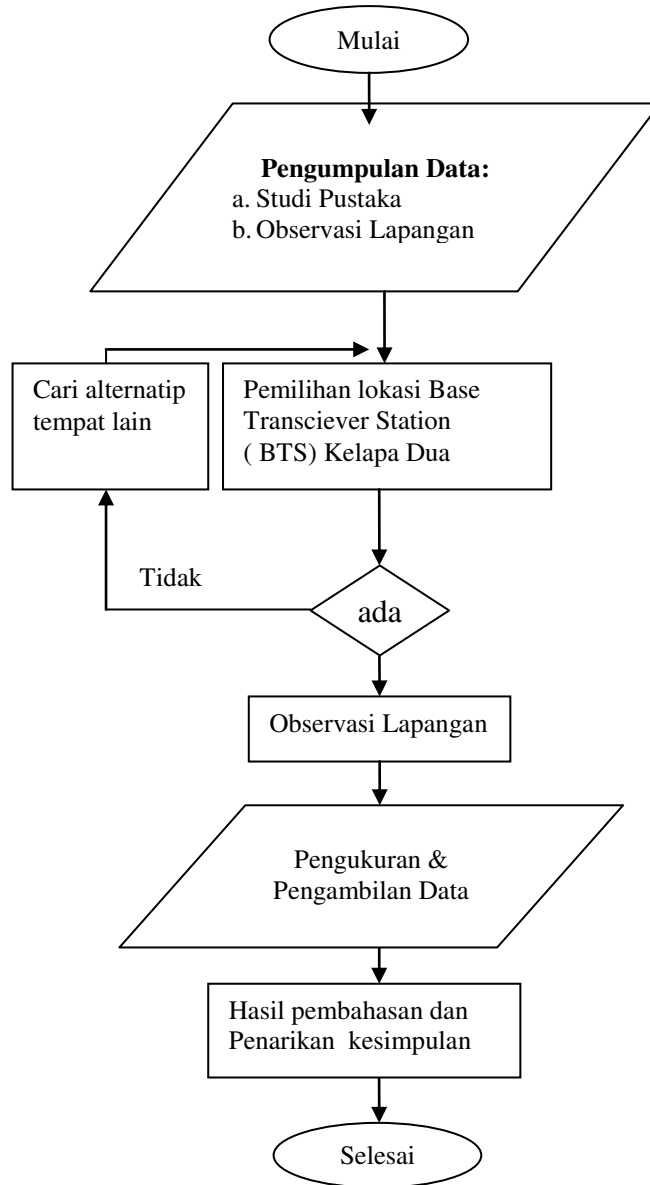 Mulai
Pengumpulan Data:
a. Studi Pustaka
b. Observasi Lapangan
Cari alternatip
tempat lain
Pemilihan lokasi Base
Transciever Station
( BTS) Kelapa Dua
Tidak
ada
Observasi Lapangan
Pengukuran &
Pengambilan Data
Hasil pembahasan dan
Penarikan kesimpulan
Selesai